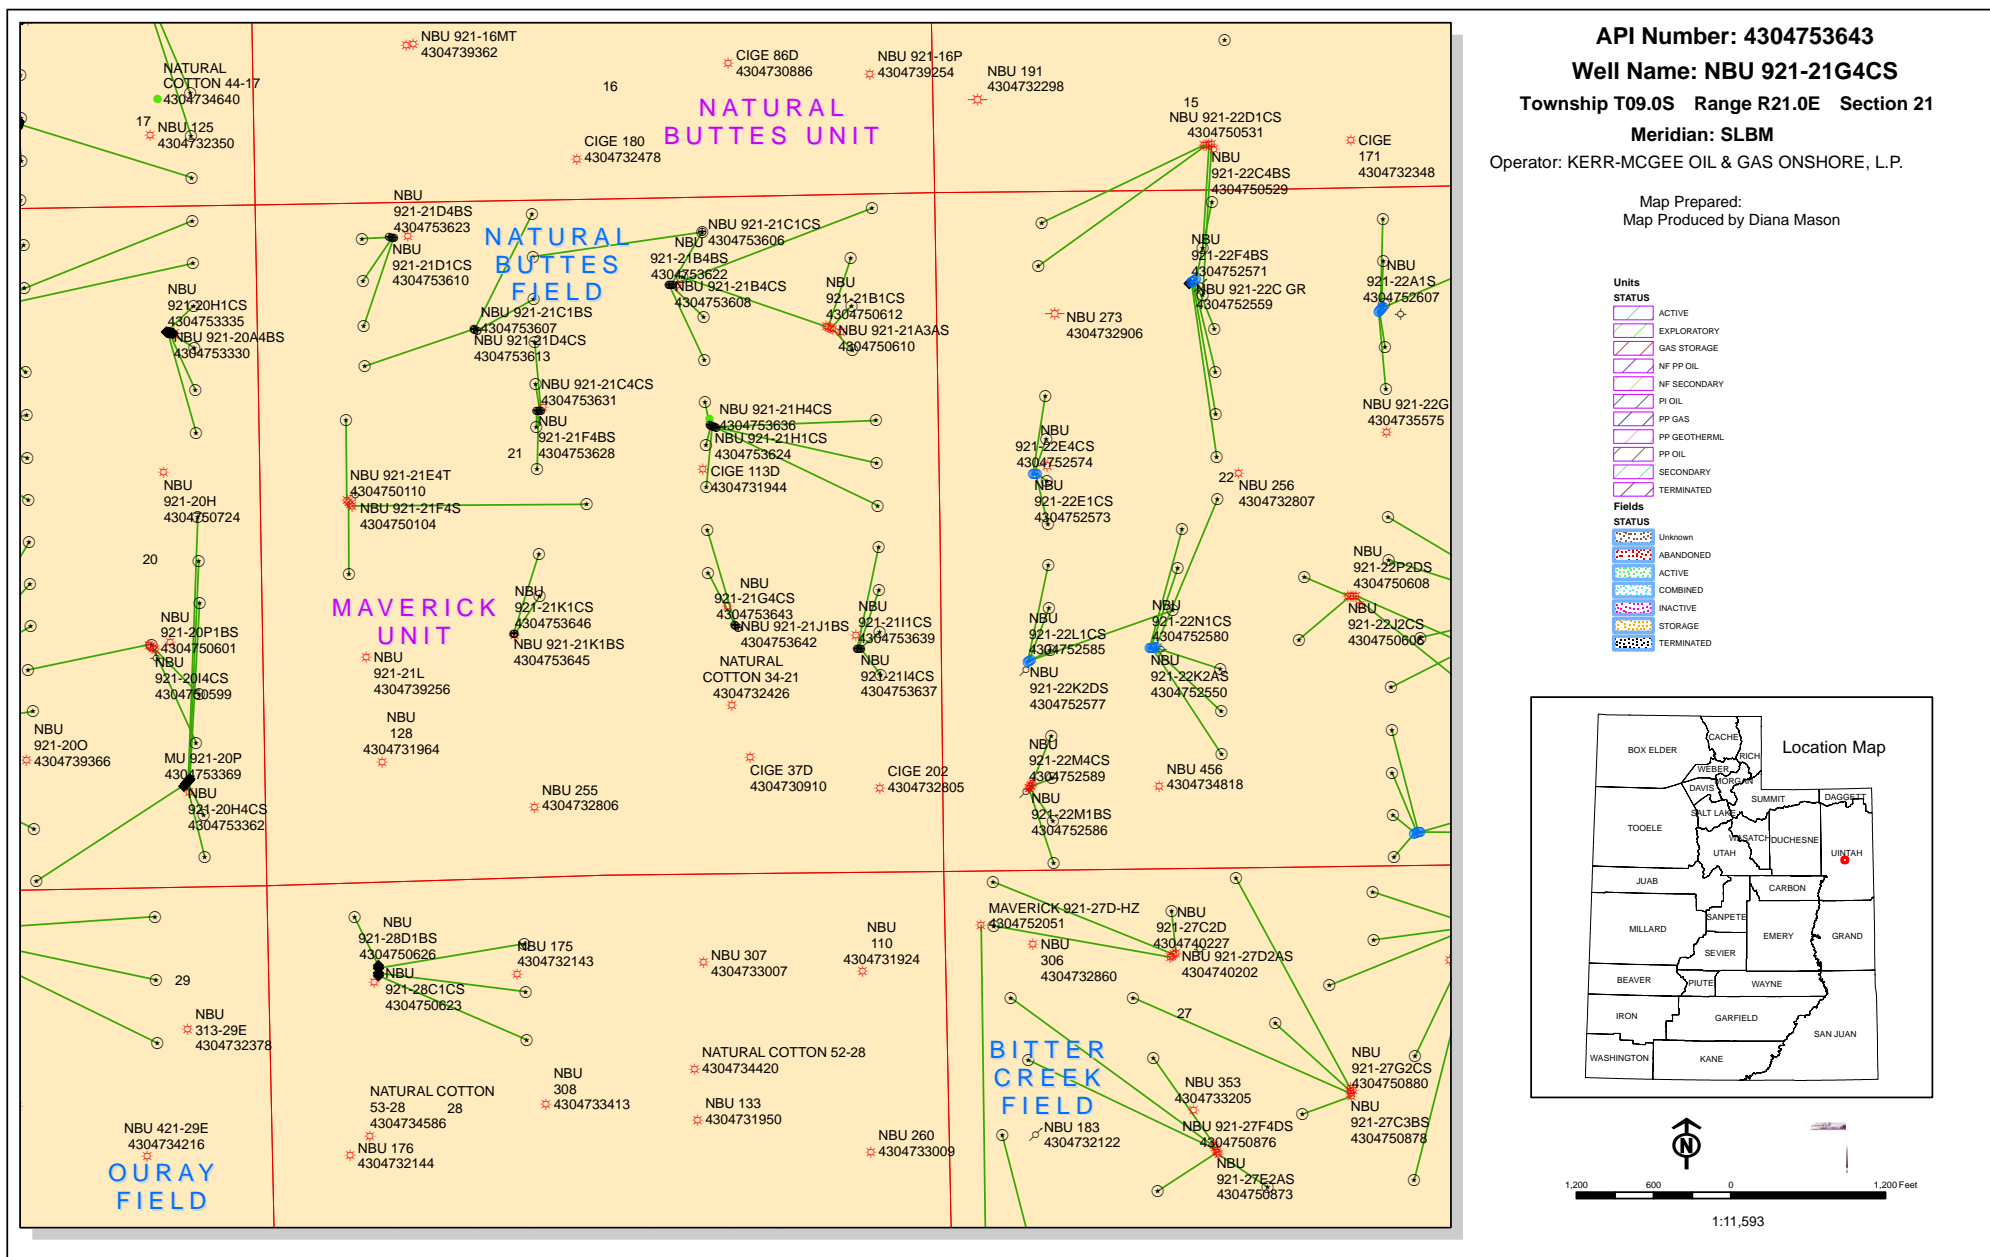 API Number: 4304753643
Well Name: NBU 921-21G4CS
Township T09.0S Range R21.0E Section 21
Meridian: SLBM
Operator: KERR-MCGEE OIL & GAS ONSHORE, L.P.
Map Prepared:
Map Produced by Diana Mason
Units
STATUS
ACTIVE
EXPLORATORY
GAS STORAGE
NF PP OIL
NF SECONDARY
PI OIL
PP GAS
PP GEOTHERML
PP OIL
SECONDARY
TERMINATED
Fields
STATUS
Unknown
ABANDONED
ACTIVE
COMBINED
INACTIVE
STORAGE
TERMINATED
Location Map
BOX ELDER
CACHE
RICH
WEBER
MORGAN
DAVIS
SUMMIT
DAGGETT
SALT LAKE
TOOELE
WASATCH
DUCHESNE
UTAH
UINTAH
JUAB
CARBON
SANPETE
MILLARD
EMERY
GRAND
SEVIER
BEAVER
PIUTE
WAYNE
IRON
GARFIELD
SAN JUAN
WASHINGTON
KANE
N
1,200
600
0
1,200 Feet
1:11,593
NBU 921-16MT
4304739362
NATURAL
COTTON 44-17
4304734640
17
NBU 125
4304732350
16
CIGE 86D
4304730886
NBU 921-16P
4304739254
NBU 191
4304732298
NATURAL
BUTTES UNIT
CIGE 180
4304732478
15
NBU 921-22D1CS
4304750531
NBU
921-22C4BS
4304750529
CIGE
171
4304732348
NBU
921-21D4BS
4304753623
NBU
921-21D1CS
4304753610
NATURAL
BUTTES
FIELD
NBU 921-21C1CS
4304753606
NBU
921-21B4BS
4304753622
NBU 921-21B4CS
4304753608
NBU
921-21B1CS
4304750612
NBU 921-21A3AS
4304750610
NBU
921-22F4BS
4304752571
NBU 921-22C GR
4304752559
NBU
921-22A1S
4304752607
NBU
921-20H1CS
4304753335
NBU 921-20A4BS
4304753330
NBU 921-21C1BS
4304753607
NBU 921-21D4CS
4304753613
NBU 273
4304732906
NBU 921-21C4CS
4304753631
NBU
921-21F4BS
4304753628
21
NBU 921-21H4CS
4304753636
NBU 921-21H1CS
4304753624
CIGE 113D
4304731944
NBU 921-22G
4304735575
NBU
921-22E4CS
4304752574
NBU
921-22E1CS
4304752573
22
NBU 256
4304732807
NBU
921-20H
4304750724
NBU 921-21E4T
4304750110
NBU 921-21F4S
4304750104
20
MAVERICK
UNIT
NBU
921-21K1CS
4304753646
NBU 921-21K1BS
4304753645
NBU
921-21G4CS
4304753643
NBU 921-21J1BS
4304753642
NBU
921-21I1CS
4304753639
NBU
921-21I4CS
4304753637
NATURAL
COTTON 34-21
4304732426
NBU
921-22L1CS
4304752585
NBU
921-22K2DS
4304752577
NBU
921-22N1CS
4304752580
NBU
921-22K2AS
4304752550
NBU
921-22P2DS
4304750608
NBU
921-22J2CS
4304750606
NBU
921-20P1BS
4304750601
NBU
921-20I4CS
4304750599
NBU
921-21L
4304739256
NBU
128
4304731964
NBU
921-20O
4304739366
MU 921-20P
4304753369
NBU
921-20H4CS
4304753362
NBU 255
4304732806
CIGE 37D
4304730910
CIGE 202
4304732805
NBU
921-22M4CS
4304752589
NBU
921-22M1BS
4304752586
NBU 456
4304734818
NBU
921-28D1BS
4304750626
NBU
921-28C1CS
4304750623
29
NBU 175
4304732143
NBU 307
4304733007
NBU
110
4304731924
MAVERICK 921-27D-HZ
4304752051
NBU
306
4304732860
NBU
921-27C2D
4304740227
NBU 921-27D2AS
4304740202
27
NBU
313-29E
4304732378
NATURAL COTTON 52-28
4304734420
NBU
308
4304733413
NATURAL COTTON
53-28
4304734586
28
NBU 133
4304731950
BITTER
CREEK
FIELD
NBU 353
4304733205
NBU
921-27G2CS
4304750880
NBU
921-27C3BS
4304750878
NBU 421-29E
4304734216
OURAY
FIELD
NBU 176
4304732144
NBU 260
4304733009
NBU 183
4304732122
NBU 921-27F4DS
4304750876
NBU
921-27E2AS
4304750873